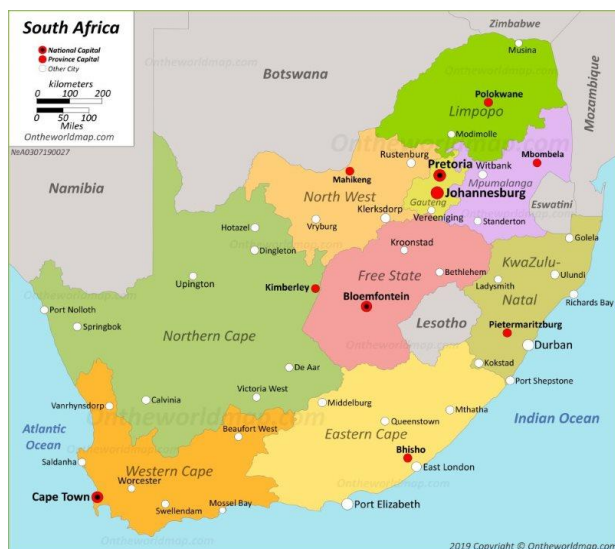 South Africa
National Capital
Province Capital
Other City
kilometers
0 100 200
0 50 100
Miles
Ontheworldmap.com
NeA0307190027
Zimbabwe
Musina
Botswana
Mozambique
Polokwane
Limpopo
Ontheworldmap.com
Modimolle
Rustenburg
Pretoria
Witbank
Mbombela
Mahikeng
Mpumalanga
Namibia
North West
Johannesburg
Gauteng
Eswatini
Klerksdorp
Vereeniging
Vryburg
Standerton
Hotazel
Golela
Kroonstad
KwaZulu-
Dingleton
Free State
Bethlehem
Ladysmith
Ulundi
Upington
Kimberley
Bloemfontein
Natal
Richards Bay
Port Nolloth
Lesotho
Springbok
Pietermaritzburg
Northern Cape
Durban
Kokstad
De Aar
Port Shepstone
Calvinia
Victoria West
Middelburg
Vanrhynsdorp
Mthatha
Ontheworldmap.com
Queenstown
Atlantic
Ocean
Beaufort West
Eastern Cape
Indian Ocean
Saldanha
Western Cape
Bhisho
East London
Worcester
Cape Town
Mossel Bay
Port Elizabeth
Swellendam
2019 © Ontheworldmap.com